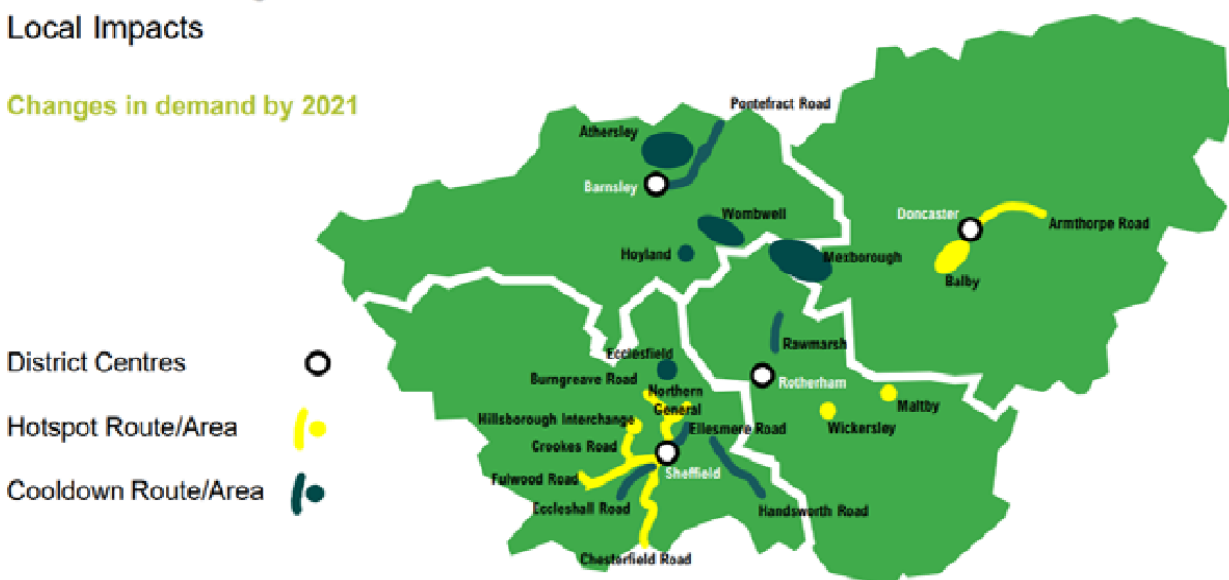 Local Impacts
Changes in demand by 2021
Pontefract Road
Athersley
Barnsley
Wombwell
Doncaster
Armthorpe Road
Hoyland
Mexborough
Balby
Rawmarsh
District Centres
Ecclesfield
Burngreave Road
Northern
General
Rotherham
Maltby
Hotspot Route/Area
Hillsborough Interchange
Ellesmere Road
Wickersley
Crookes Road
Sheffield
Fulwood Road
Cooldown Route/Area
Eccleshall Road
Handsworth Road
Chesterfield Road